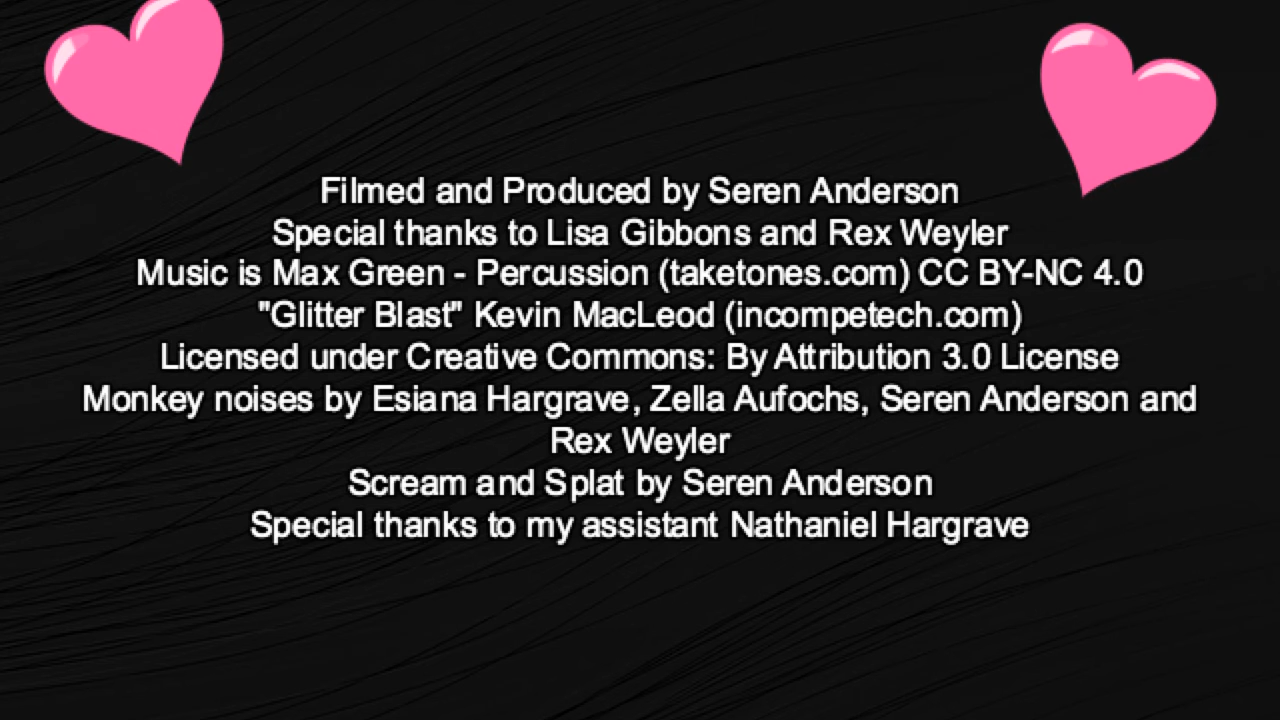 Filmed and Produced by Seren Anderson
Special thanks to Lisa Gibbons and Rex Weyler
Music is Max Green - Percussion (taketones.com) CC BY-NC 4.0
"Glitter Blast" Kevin MacLeod (incompetech.com)
Licensed under Creative Commons: By Attribution 3.0 License
Monkey noises by Esiana Hargrave, Zella Aufochs, Seren Anderson and
Rex Weyler
Scream and Splat by Seren Anderson
Special thanks to my assistant Nathaniel Hargrave